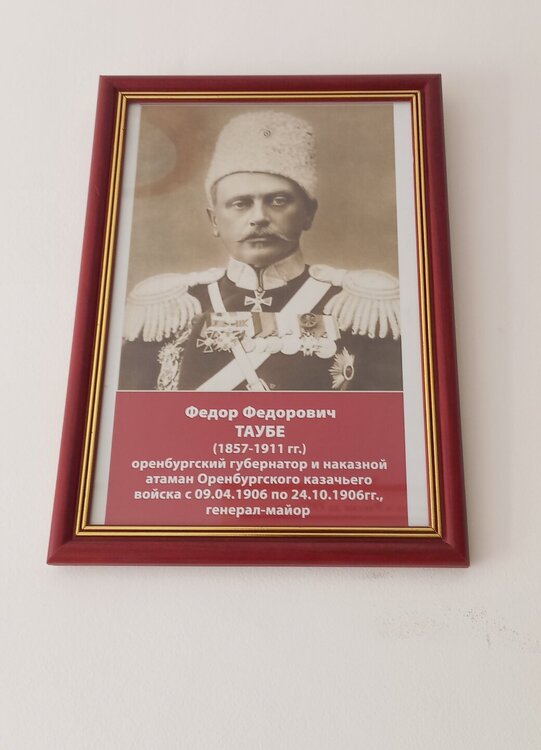 Федор Федорович
ТАУБЕ
(1857-1911 гг.)
оренбургский губернатор и наказной
атаман Оренбургского казачьего
войска с 09.04.1906 по 24.10.1906гг.,
генерал-майор